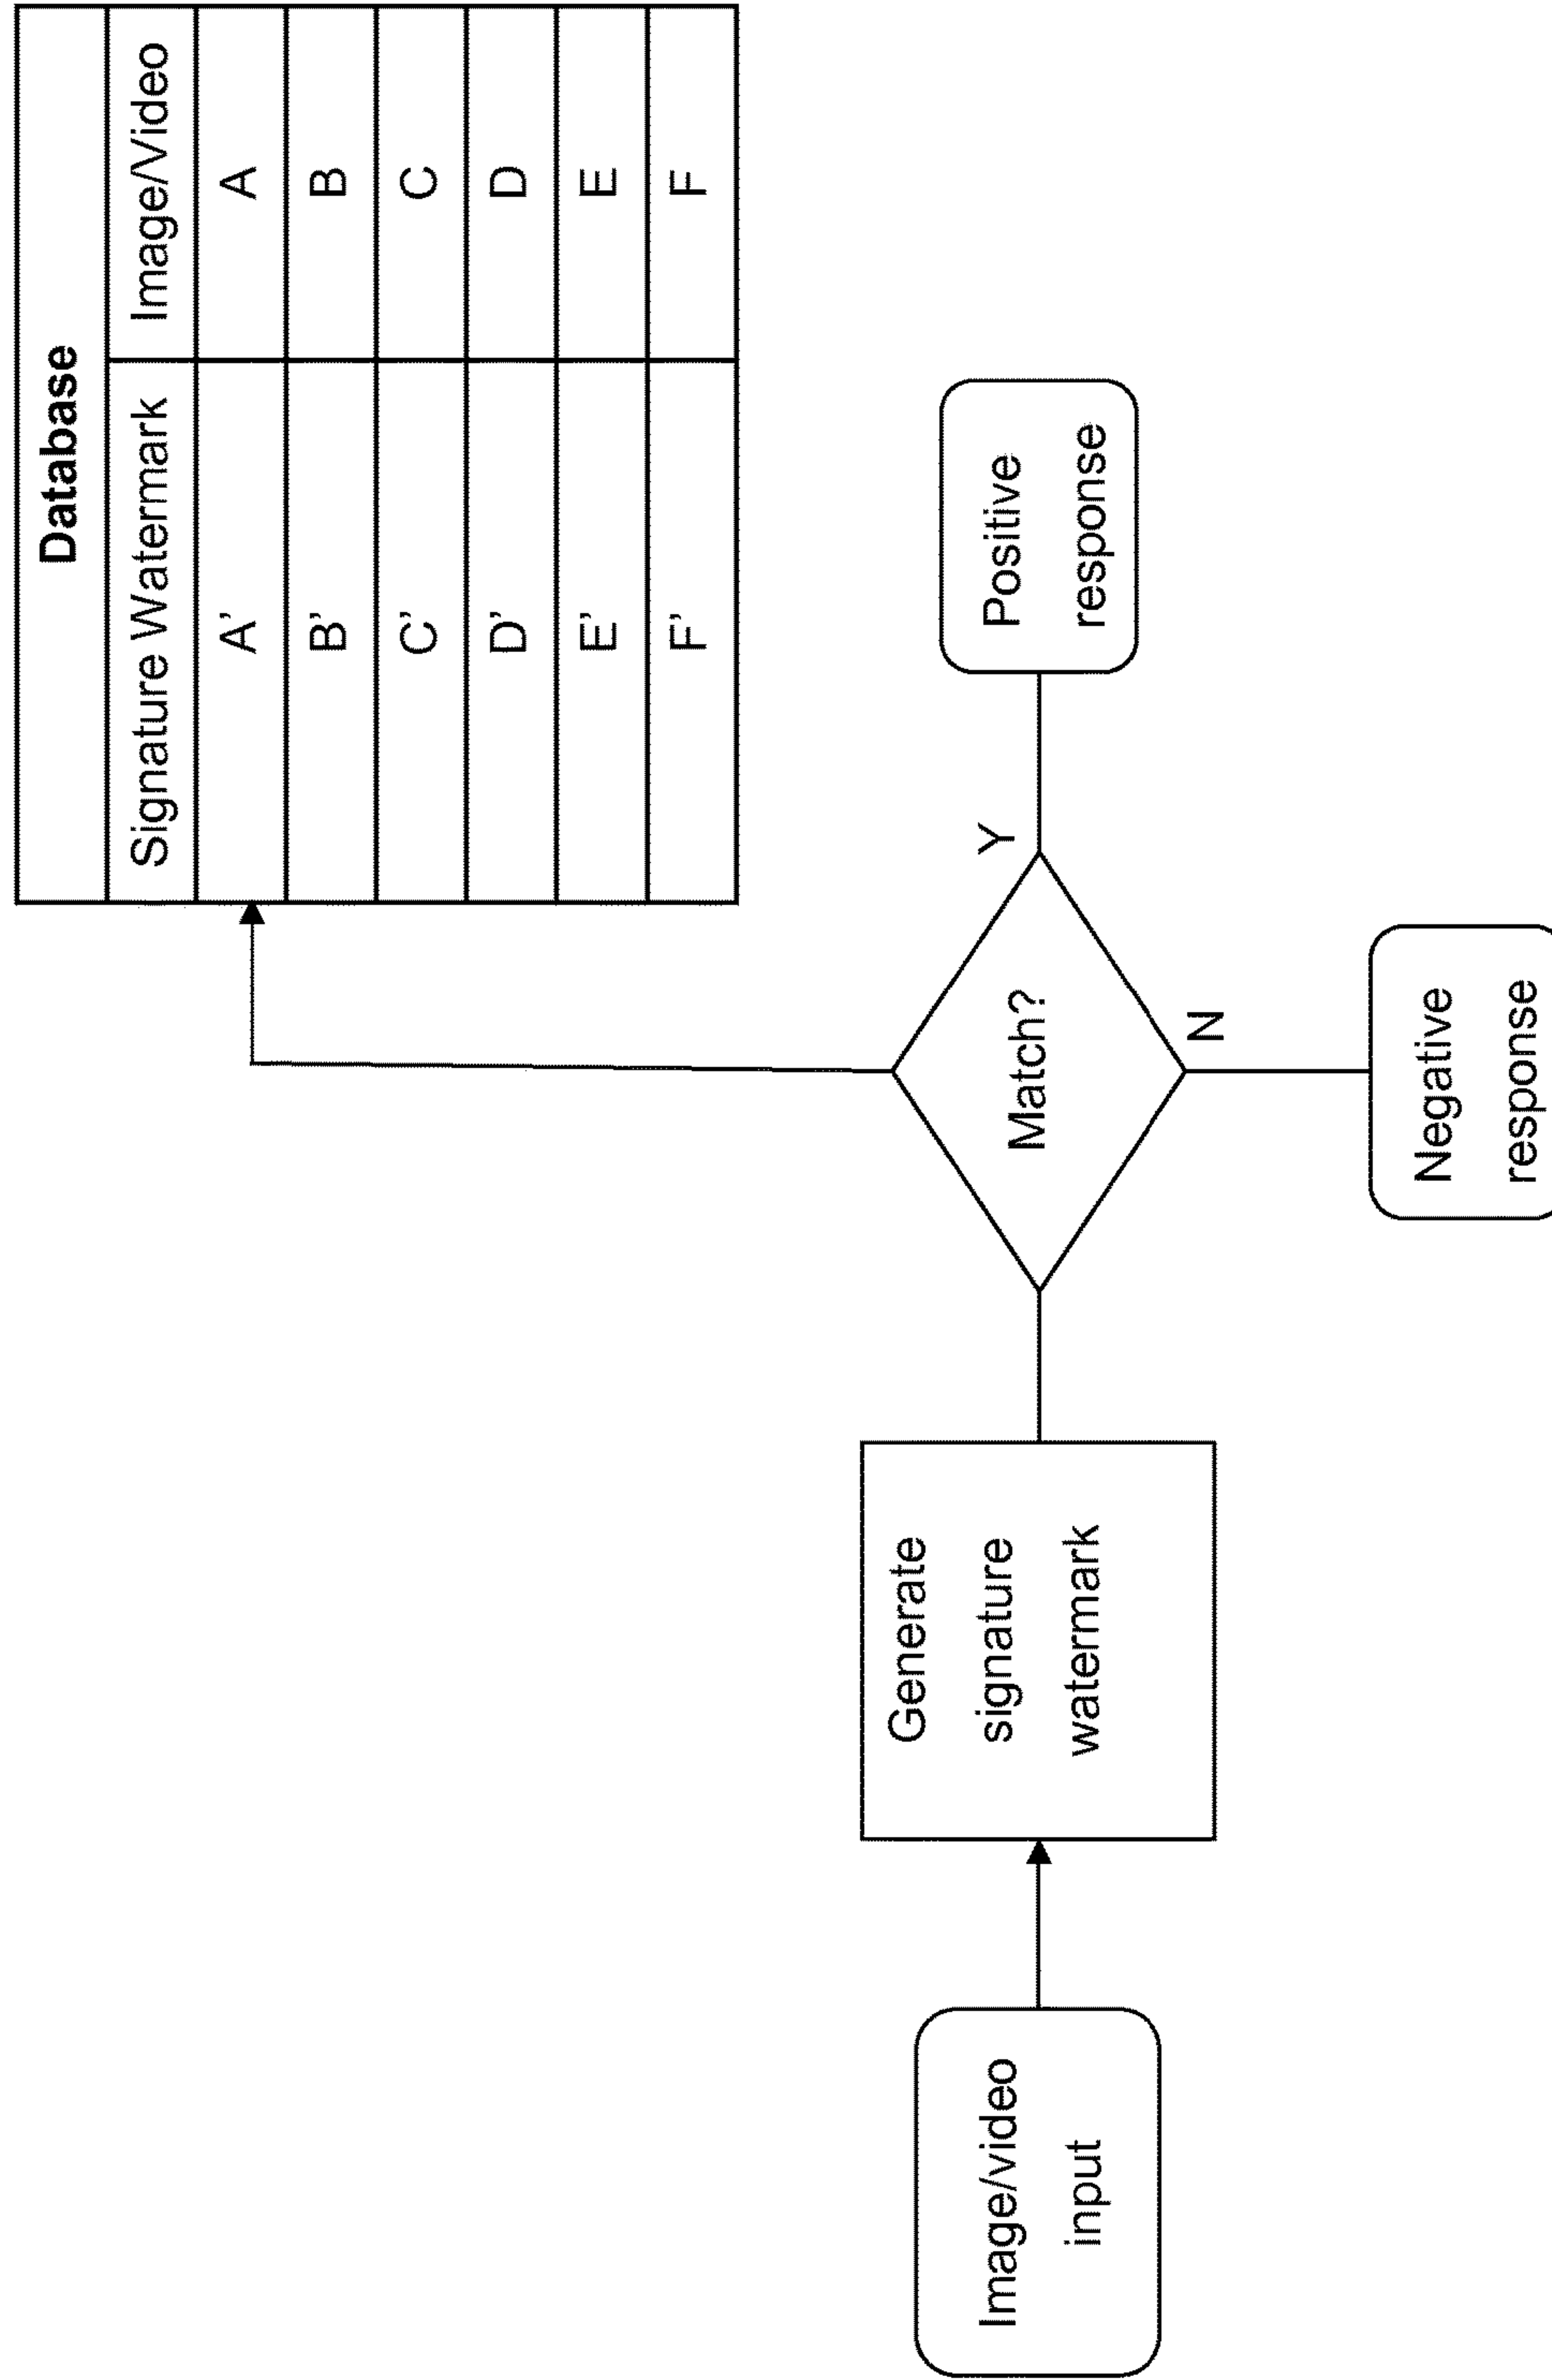 Database
Signature Watermark Image/Video
A' A
B' B
C' C
D' D
E' E
F' F
Image/video
input
Generate
signature
watermark
Match?
Y
N
Positive
response
Negative
response